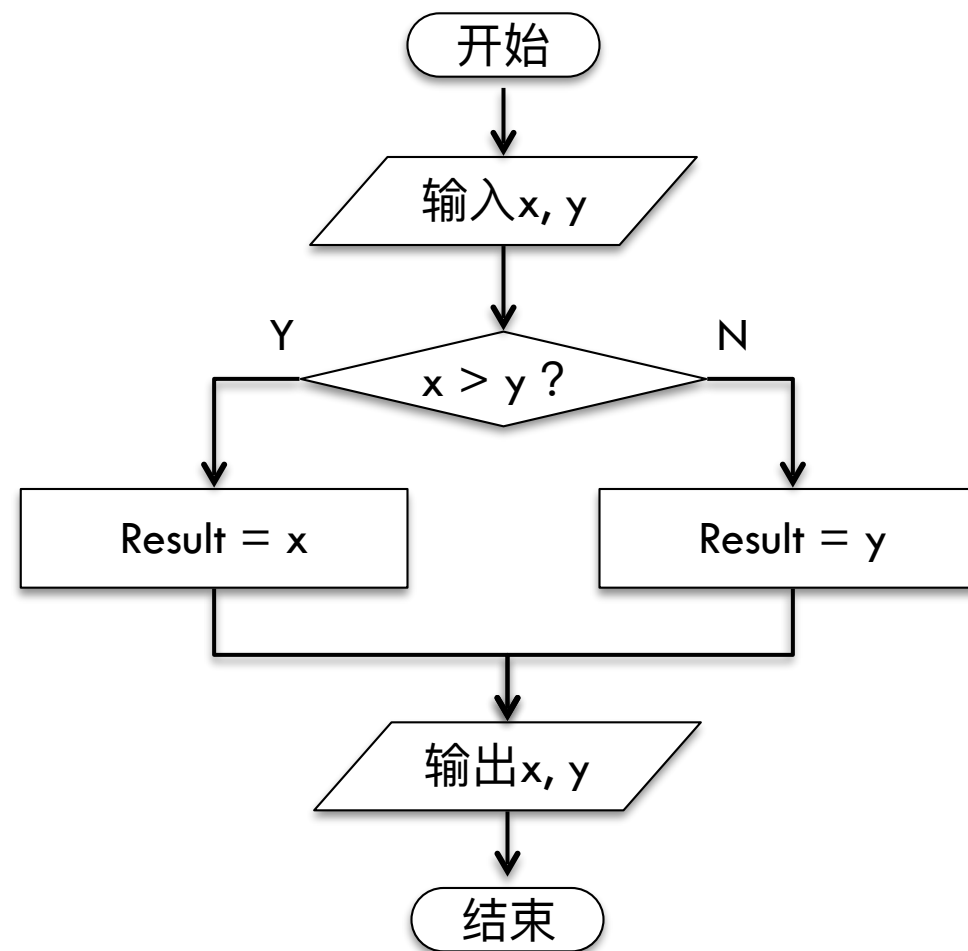 开始
输入x, y
Y
N
x > y ?
Result = x
Result = y
输出x, y
结束